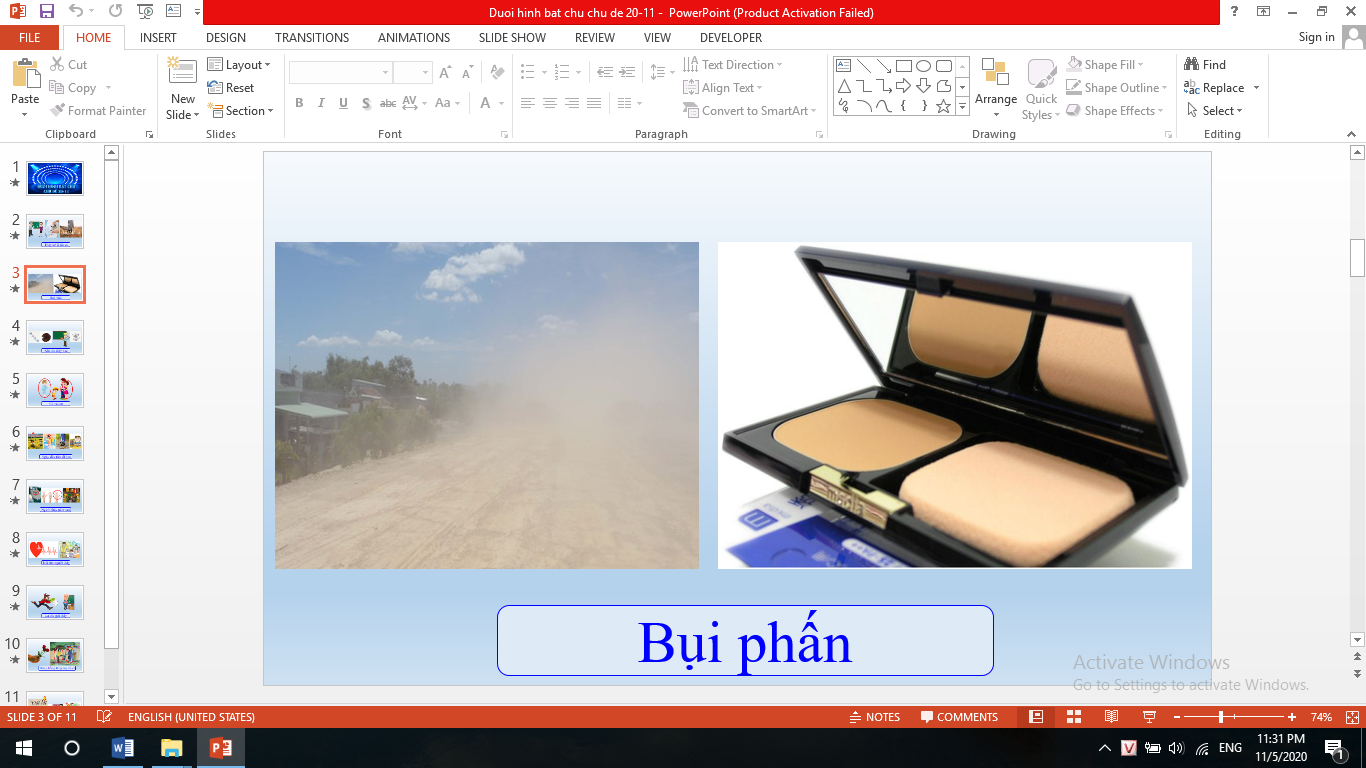 Duoi hinh bat chu chu de 20-11 - PowerPoint (Product Activation Failed)
FILE HOME INSERT DESIGN TRANSITIONS ANIMATIONS SLIDE SHOW REVIEW VIEW DEVELOPER Sign in
Paste
Cut
Copy
Format Painter
Clipboard
New Slide
Layout
Reset
Section
Slides
B I U S abc AV Aa A
Font
Text Direction
Align Text
Convert to SmartArt
Paragraph
Arrange
Quick Styles
Shape Fill
Shape Outline
Shape Effects
Drawing
Find
Replace
Select
Editing
1
2
3
4
5
6
7
8
9
10
11
Bụi phấn
Activate Windows
Go to Settings to activate Windows.
SLIDE 3 OF 11 ENGLISH (UNITED STATES) NOTES COMMENTS 74%
ENG
11:31 PM
11/5/2020
1